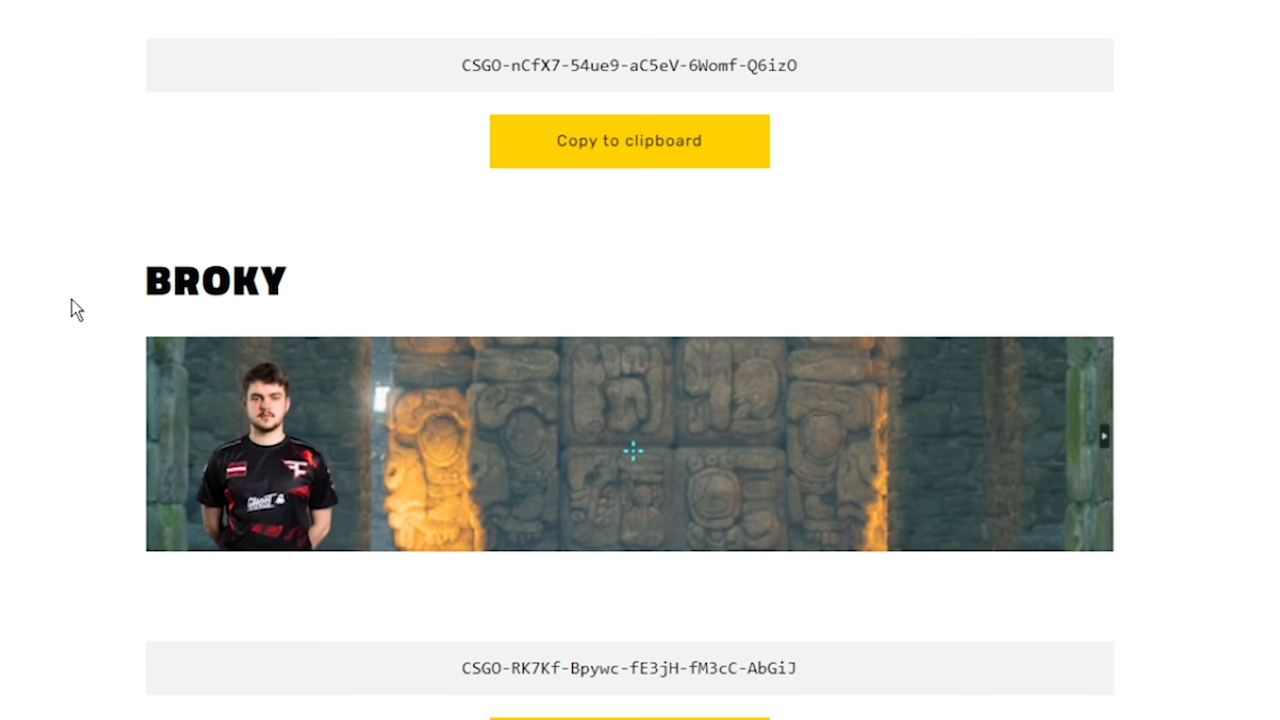 CSGO-nCfX7-54ue9-aC5eV-6Womf-Q6izO
Copy to clipboard
BROKY
CSGO-RK7Kf-Bpywc-fE3jH-fM3cC-AbGiJ